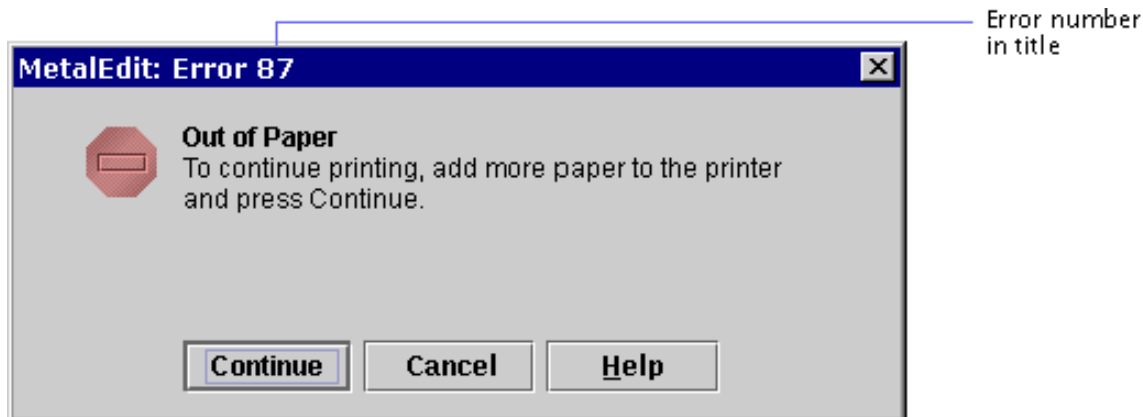 Error number
in title
MetalEdit: Error 87
Out of Paper
To continue printing, add more paper to the printer
and press Continue.
Continue Cancel Help